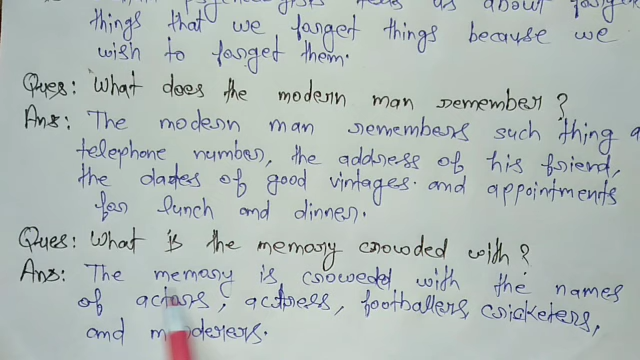 about
things that we forget things because we
wish to forget them.
Ques: What does the modern man remember?
Ans: The modern man remembers such thing a
telephone number, the address of his friend,
the dates of good vintages. and appointments
for lunch and dinner.
Ques: What is the memory crowded with?
Ans: The memary is croweded with the names
of actors, actress, footballers, cricketers,
and murderers.